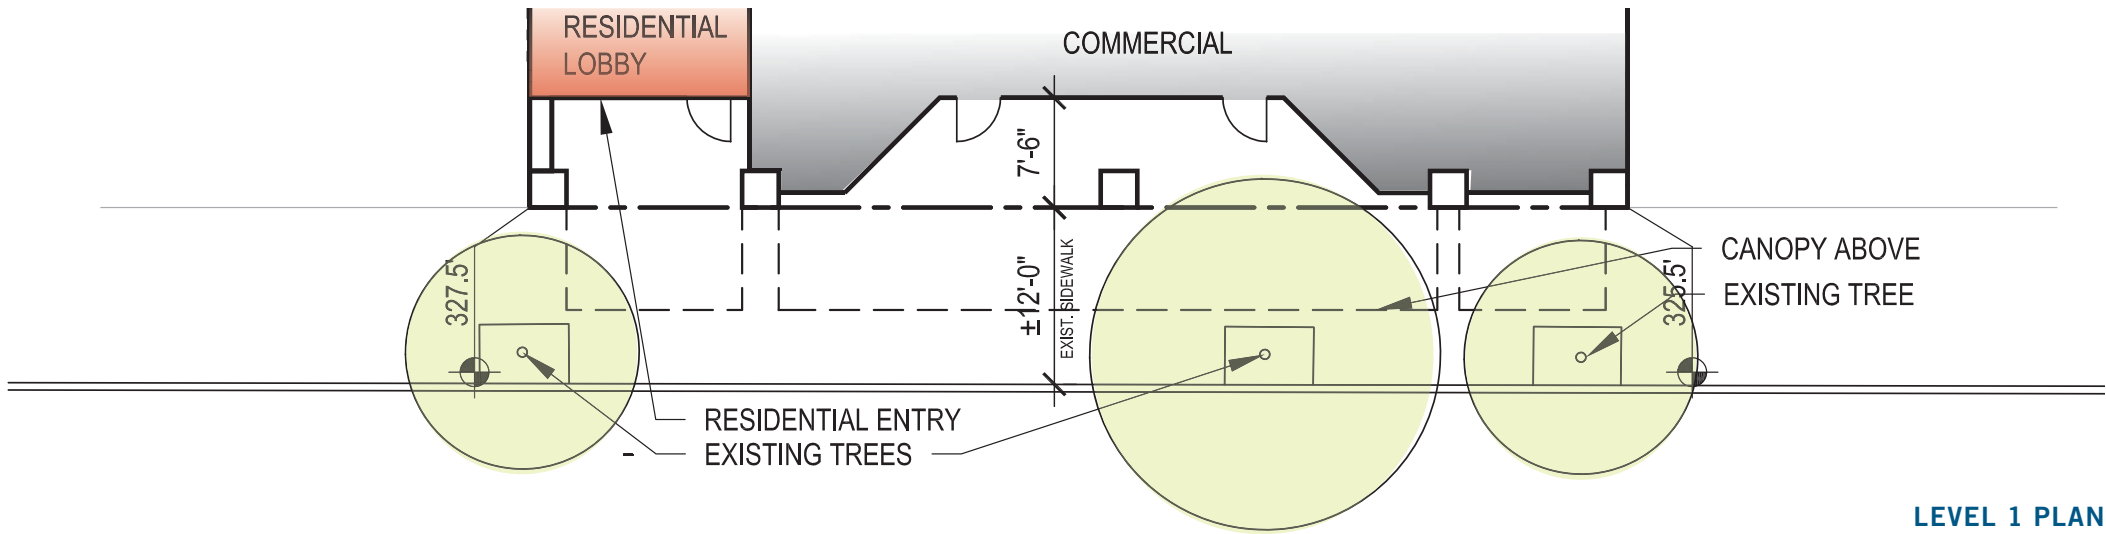 RESIDENTIAL
LOBBY
COMMERCIAL
7'-6"
±12'-0"
EXIST. SIDEWALK
327.5'
325.5'
CANOPY ABOVE
EXISTING TREE
RESIDENTIAL ENTRY
EXISTING TREES
LEVEL 1 PLAN